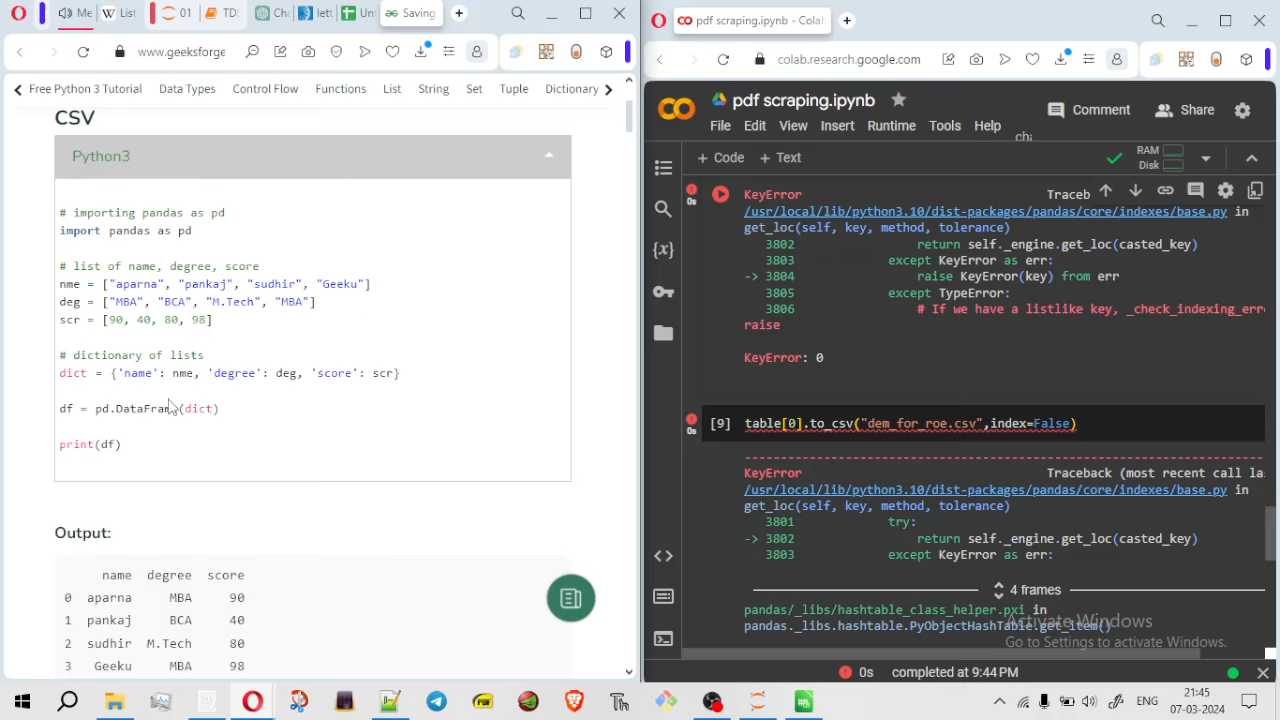 Me
List
01
TDS
Ch
lett
Unt
Saving
www.geeksforge
Free Python 3 Tutorial Data Types Control Flow Functions List String Set Tuple Dictionary
CSV
Python3
# importing pandas as pd
import pandas as pd
# list of name, degree, score
nme = ["aparna", "pankaj", "sudhir", "Geeku"]
deg = ["MBA", "BCA", "M.Tech", "MBA"]
scr = [90, 40, 80, 98]
# dictionary of lists
dict = {'name': nme, 'degree': deg, 'score': scr}
df = pd.DataFrame(dict)
print(df)
Output:
name degree score
0 aparna MBA 90
1 pankaj BCA 40
2 sudhir M.Tech 80
3 Geeku MBA 98
pdf scraping.ipynb - Colab
colab.research.google.com
pdf scraping.ipynb
Comment Share
File Edit View Insert Runtime Tools Help
+ Code + Text
RAM
Disk
0s
KeyError Traceb
/usr/local/lib/python3.10/dist-packages/pandas/core/indexes/base.py in
get_loc(self, key, method, tolerance)
3802 return self._engine.get_loc(casted_key)
3803 except KeyError as err:
-> 3804 raise KeyError(key) from err
3805 except TypeError:
3806 # If we have a listlike key, _check_indexing_erro
raise
KeyError: 0
0s
[9] table[0].to_csv("dem_for_roe.csv",index=False)
KeyError Traceback (most recent call la
/usr/local/lib/python3.10/dist-packages/pandas/core/indexes/base.py in
get_loc(self, key, method, tolerance)
3801 try:
-> 3802 return self._engine.get_loc(casted_key)
3803 except KeyError as err:
4 frames
pandas/_libs/hashtable_class_helper.pxi in
pandas._libs.hashtable.PyObjectHashTable.get_item()
Activate Windows
Go to Settings to activate Windows.
0s completed at 9:44 PM
ENG
21:45
07-03-2024